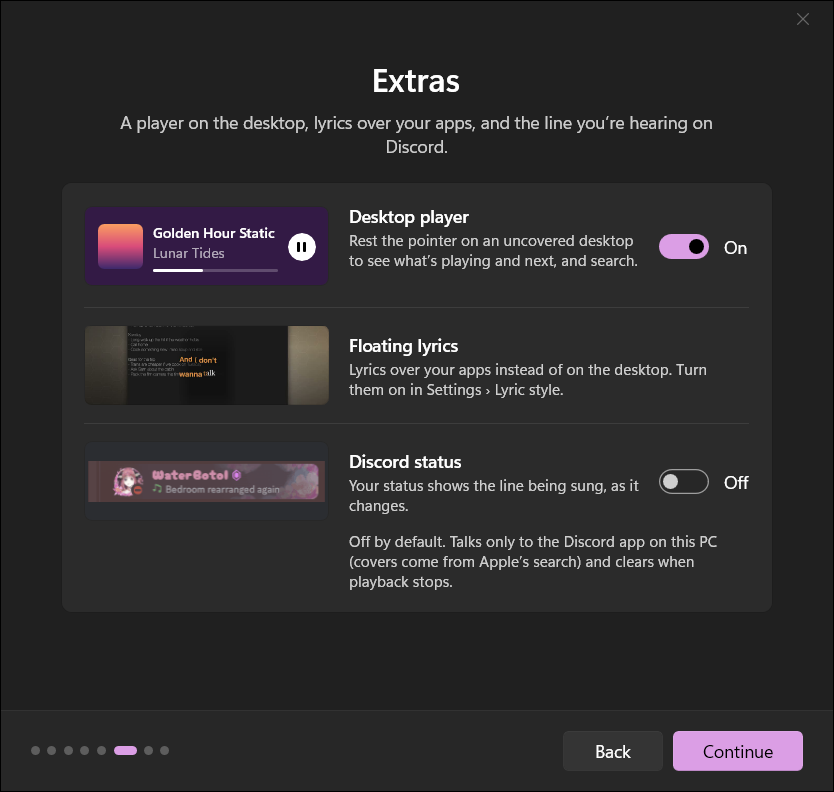 Extras
A player on the desktop, lyrics over your apps, and the line you’re hearing on
Discord.
Golden Hour Static
Lunar Tides
Desktop player
Rest the pointer on an uncovered desktop
to see what’s playing and next, and search.
On
And I don't
wanna talk
Floating lyrics
Lyrics over your apps instead of on the desktop. Turn
them on in Settings › Lyric style.
WaterBotol
Bedroom rearranged again
Discord status
Your status shows the line being sung, as it
changes.
Off
Off by default. Talks only to the Discord app on this PC
(covers come from Apple’s search) and clears when
playback stops.
Back
Continue